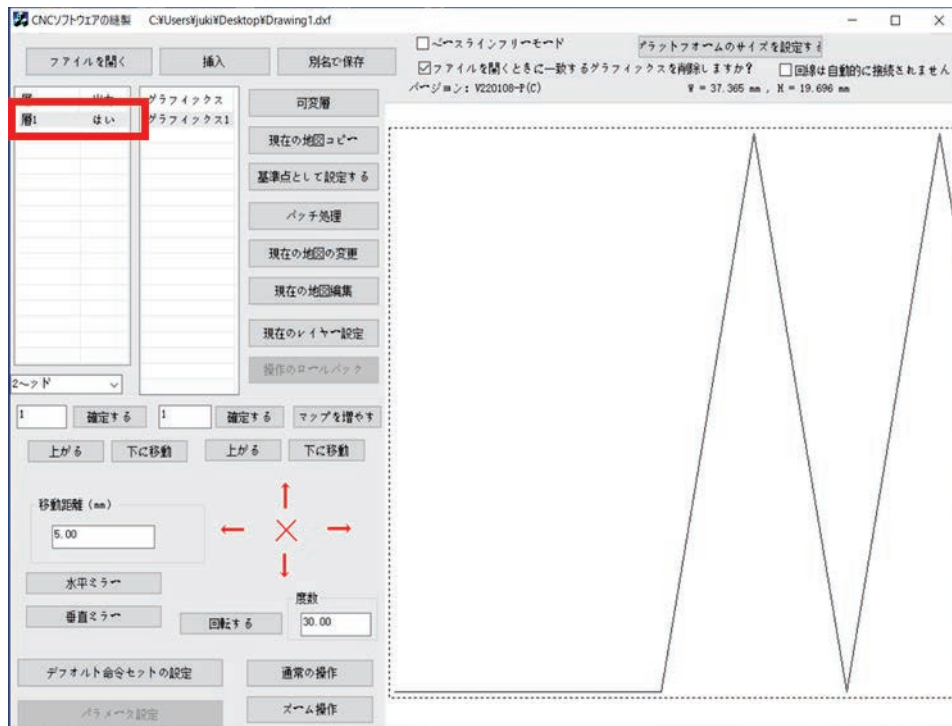 CNCソフトウェアの縫製 C:¥Users¥juki¥Desktop¥Drawing1.dxf
ファイルを開く 挿入 別名で保存
ベースラインフリーモード プラットフォームのサイズを設定する
ファイルを開くときに一致するグラフィックスを削除しますか? 回線は自動的に接続されません
バージョン: V220108-P(C) W = 37.365 mm , H = 19.696 mm
グラフィックス
層1 はい グラフィックス1
可変層
現在の地図コピー
基準点として設定する
パッチ処理
現在の地図の変更
現在の地図編集
現在のレイヤー設定
操作のロールバック
2ヘッド
1 確定する 1 確定する マップを増やす
上がる 下に移動 上がる 下に移動
移動距離 (mm)
5.00
水平ミラー
垂直ミラー
回転する
度数
30.00
デフォルト命令セットの設定 通常の操作
パラメータ設定 ズーム操作